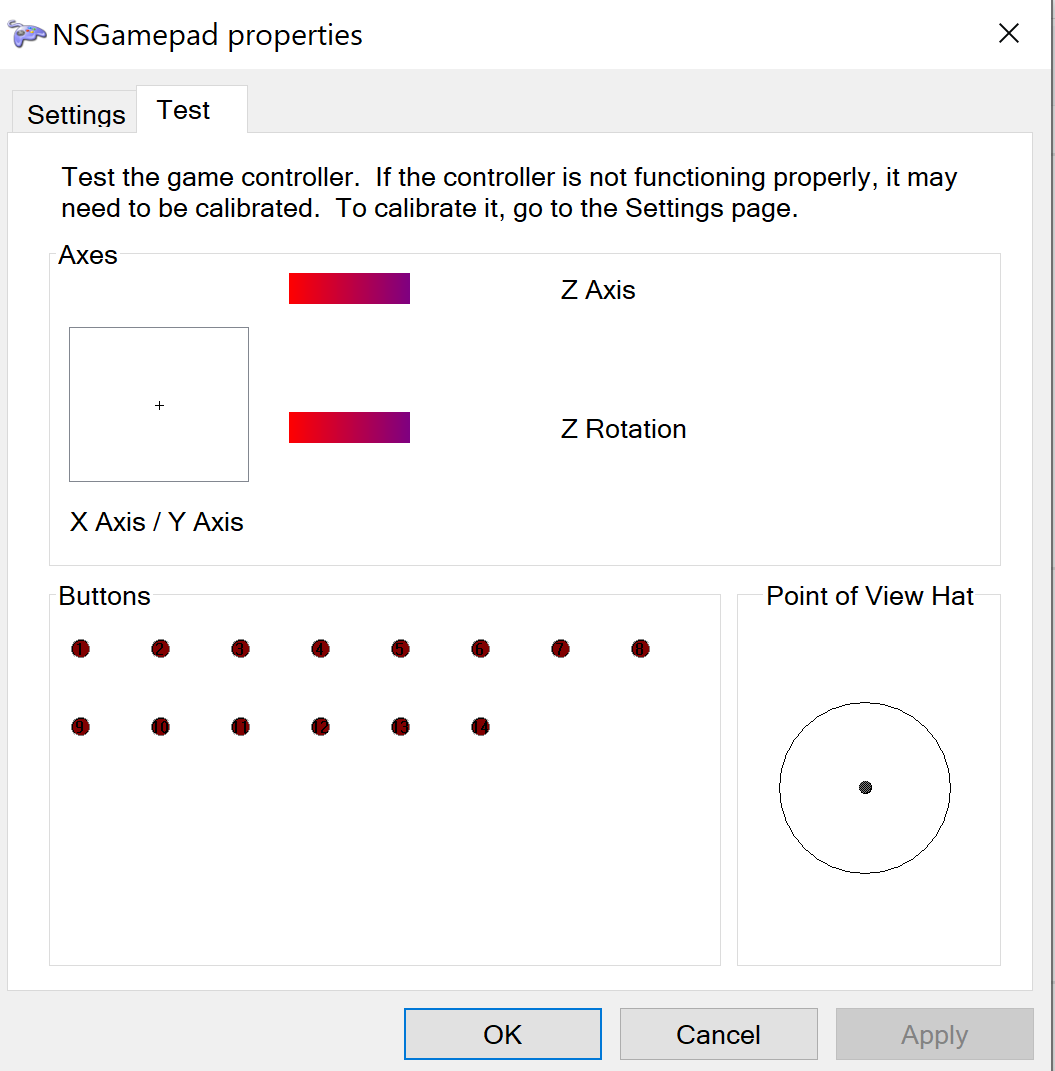 NSGamepad properties
Settings
Test
Test the game controller.  If the controller is not functioning properly, it may
need to be calibrated.  To calibrate it, go to the Settings page.
Axes
Z Axis
Z Rotation
X Axis / Y Axis
Buttons
1 2 3 4 5 6 7 8
9 10 11 12 13 14
Point of View Hat
OK
Cancel
Apply